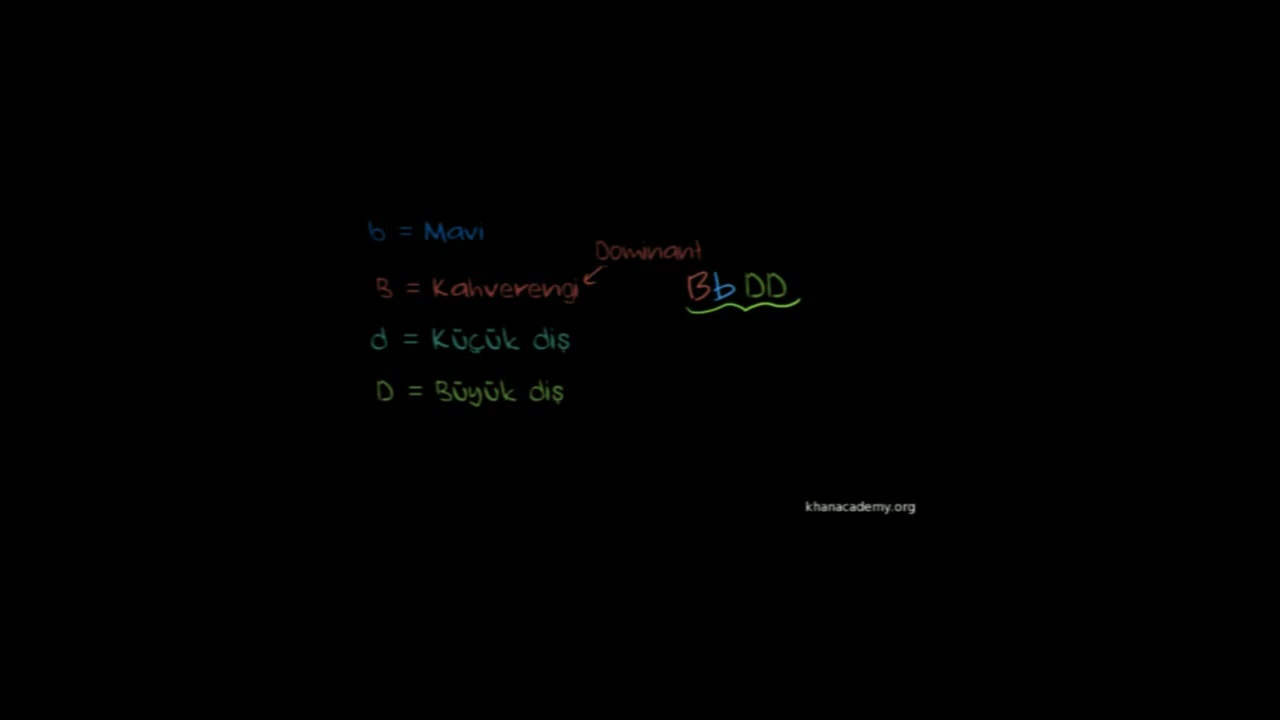 b = Mavi
Dominant
B = Kahverengi
BbDD
d = Küçük diş
D = Büyük diş
khanacademy.org